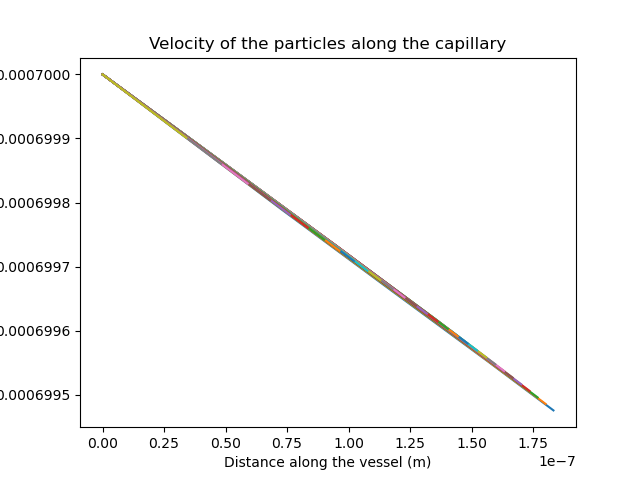 Velocity of the particles along the capillary
0.0007000
0.0006999
0.0006998
0.0006997
0.0006996
0.0006995
0.00 0.25 0.50 0.75 1.00 1.25 1.50 1.75
1e−7
Distance along the vessel (m)